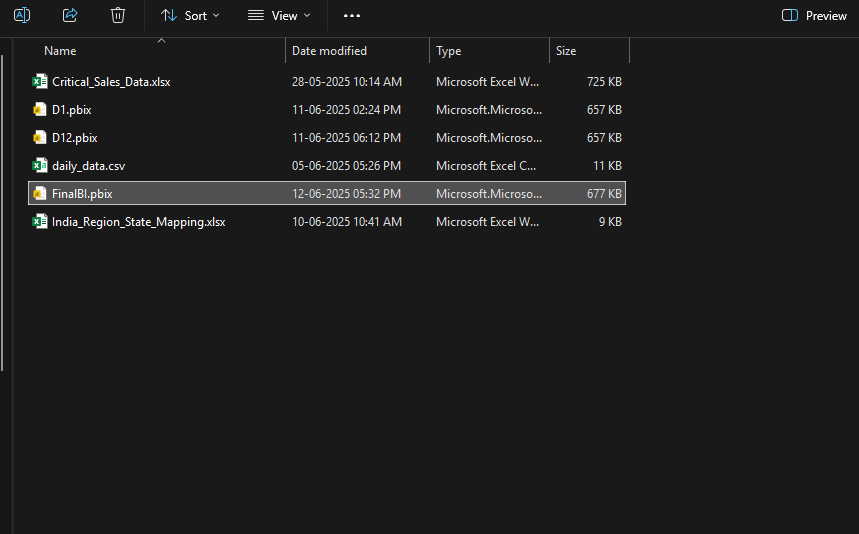 Sort View ••• Preview
Name Date modified Type Size
Critical_Sales_Data.xlsx 28-05-2025 10:14 AM Microsoft Excel W... 725 KB
D1.pbix 11-06-2025 02:24 PM Microsoft.Microso... 657 KB
D12.pbix 11-06-2025 06:12 PM Microsoft.Microso... 657 KB
daily_data.csv 05-06-2025 05:26 PM Microsoft Excel C... 11 KB
FinalBI.pbix 12-06-2025 05:32 PM Microsoft.Microso... 677 KB
India_Region_State_Mapping.xlsx 10-06-2025 10:41 AM Microsoft Excel W... 9 KB